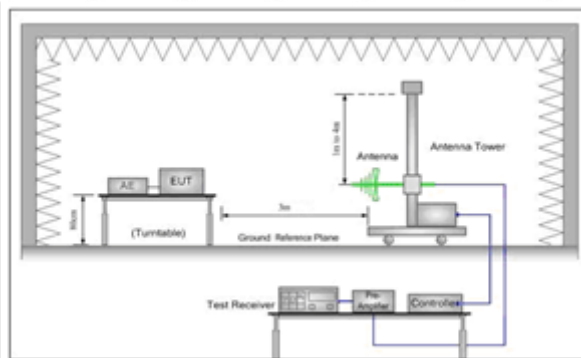 1m to 4m
Antenna
Antenna Tower
AE
EUT
3m
80cm
(Turntable)
Ground Reference Plane
Test Receiver
Pre-
Amplifier
Controller